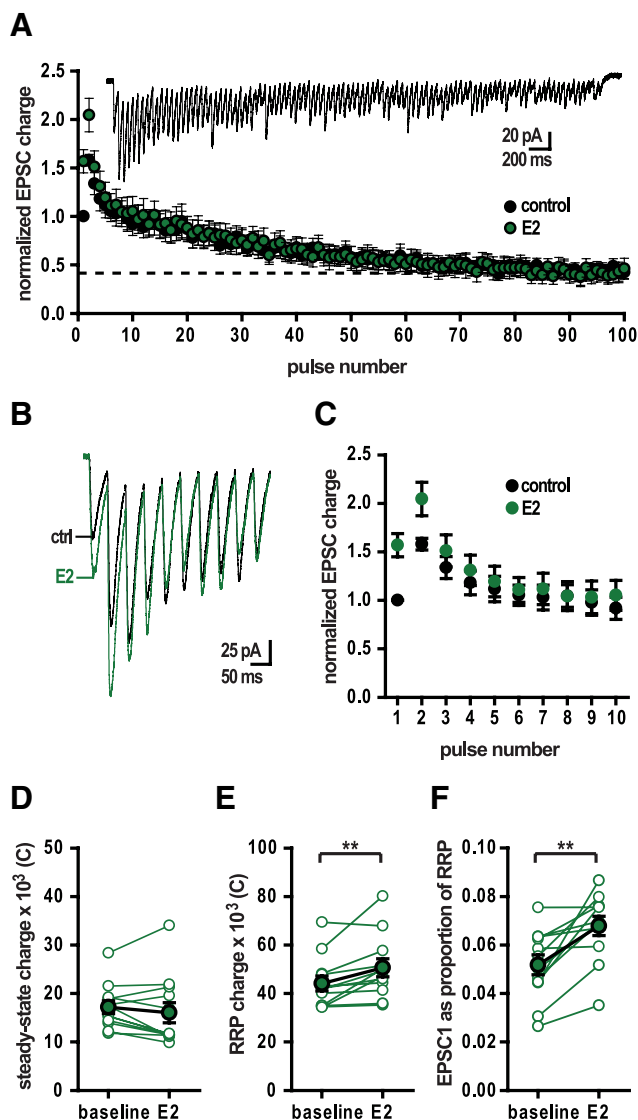 A
normalized EPSC charge
2.5
2.0
1.5
1.0
0.5
0.0
0 10 20 30 40 50 60 70 80 90 100
pulse number
20 pA
200 ms
control
E2
B
ctrl
E2
25 pA
50 ms
C
normalized EPSC charge
2.5
2.0
1.5
1.0
0.5
0.0
1 2 3 4 5 6 7 8 9 10
pulse number
control
E2
D
steady-state charge x 10³ (C)
50
40
30
20
10
0
baseline E2
E
RRP charge x 10³ (C)
100
80
60
40
20
0
**
baseline E2
F
EPSC1 as proportion of RRP
0.10
0.08
0.06
0.04
0.02
0.00
**
baseline E2